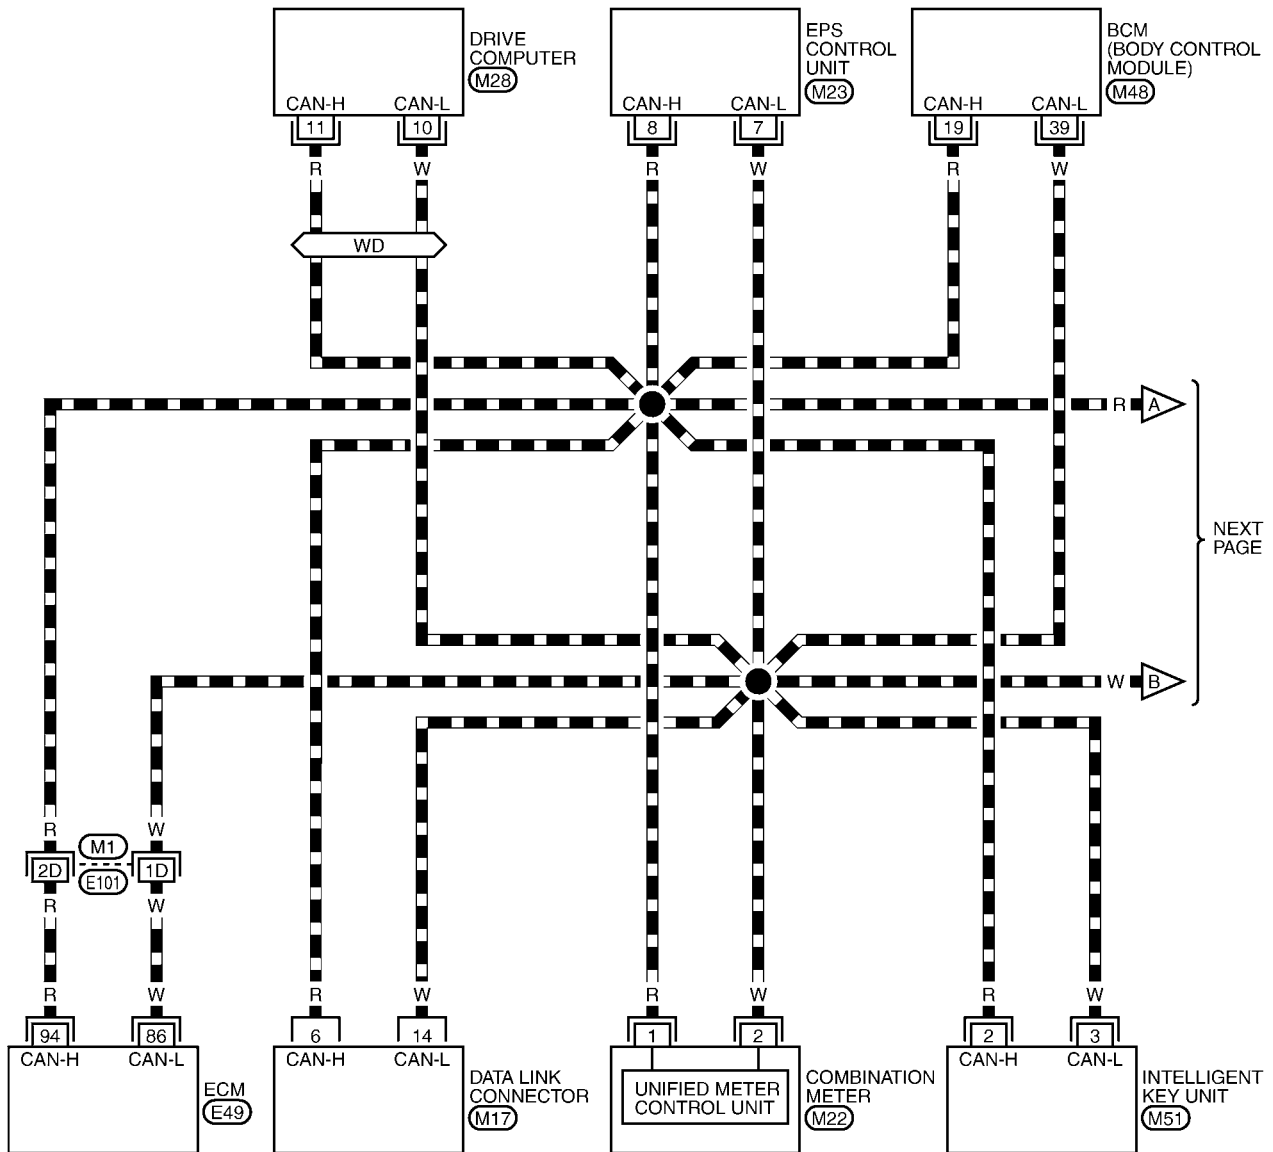 DRIVE
COMPUTER
M28
CAN-H CAN-L
11 10
R W
EPS
CONTROL
UNIT
M23
CAN-H CAN-L
8 7
R W
BCM
(BODY CONTROL
MODULE)
M48
CAN-H CAN-L
19 39
R W
WD
R A
NEXT
PAGE
W B
R W
M1
2D 1D
E101
R W
R W
94 86
CAN-H CAN-L
ECM
E49
R W
6 14
CAN-H CAN-L
DATA LINK
CONNECTOR
M17
R W
1 2
UNIFIED METER
CONTROL UNIT
COMBINATION
METER
M22
R W
2 3
CAN-H CAN-L
INTELLIGENT
KEY UNIT
M51